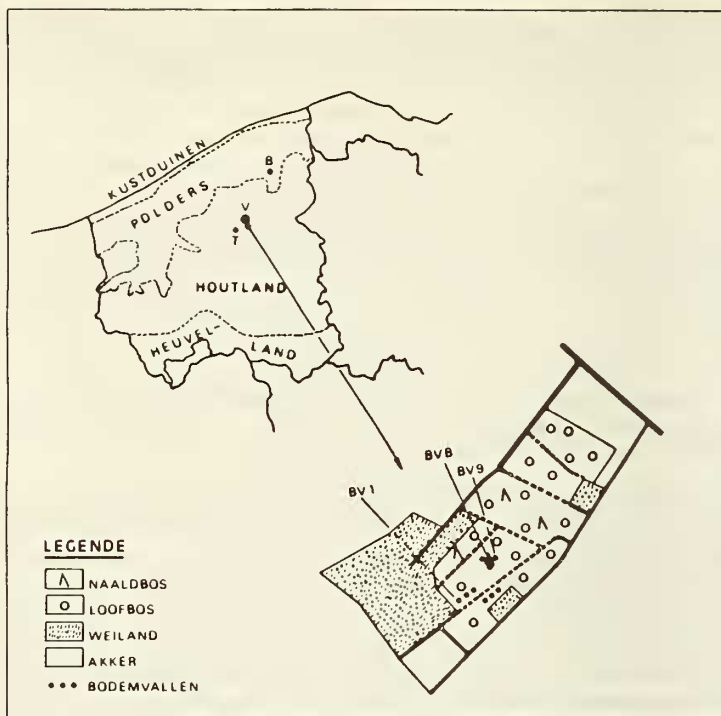 KUSTDUINEN
POLDERS
B
V
T
HOUTLAND
HEUVEL-
LAND
BV8
BV9
BV1
LEGENDE
NAALDBOS
LOOFBOS
WEILAND
AKKER
BODEMVALLEN